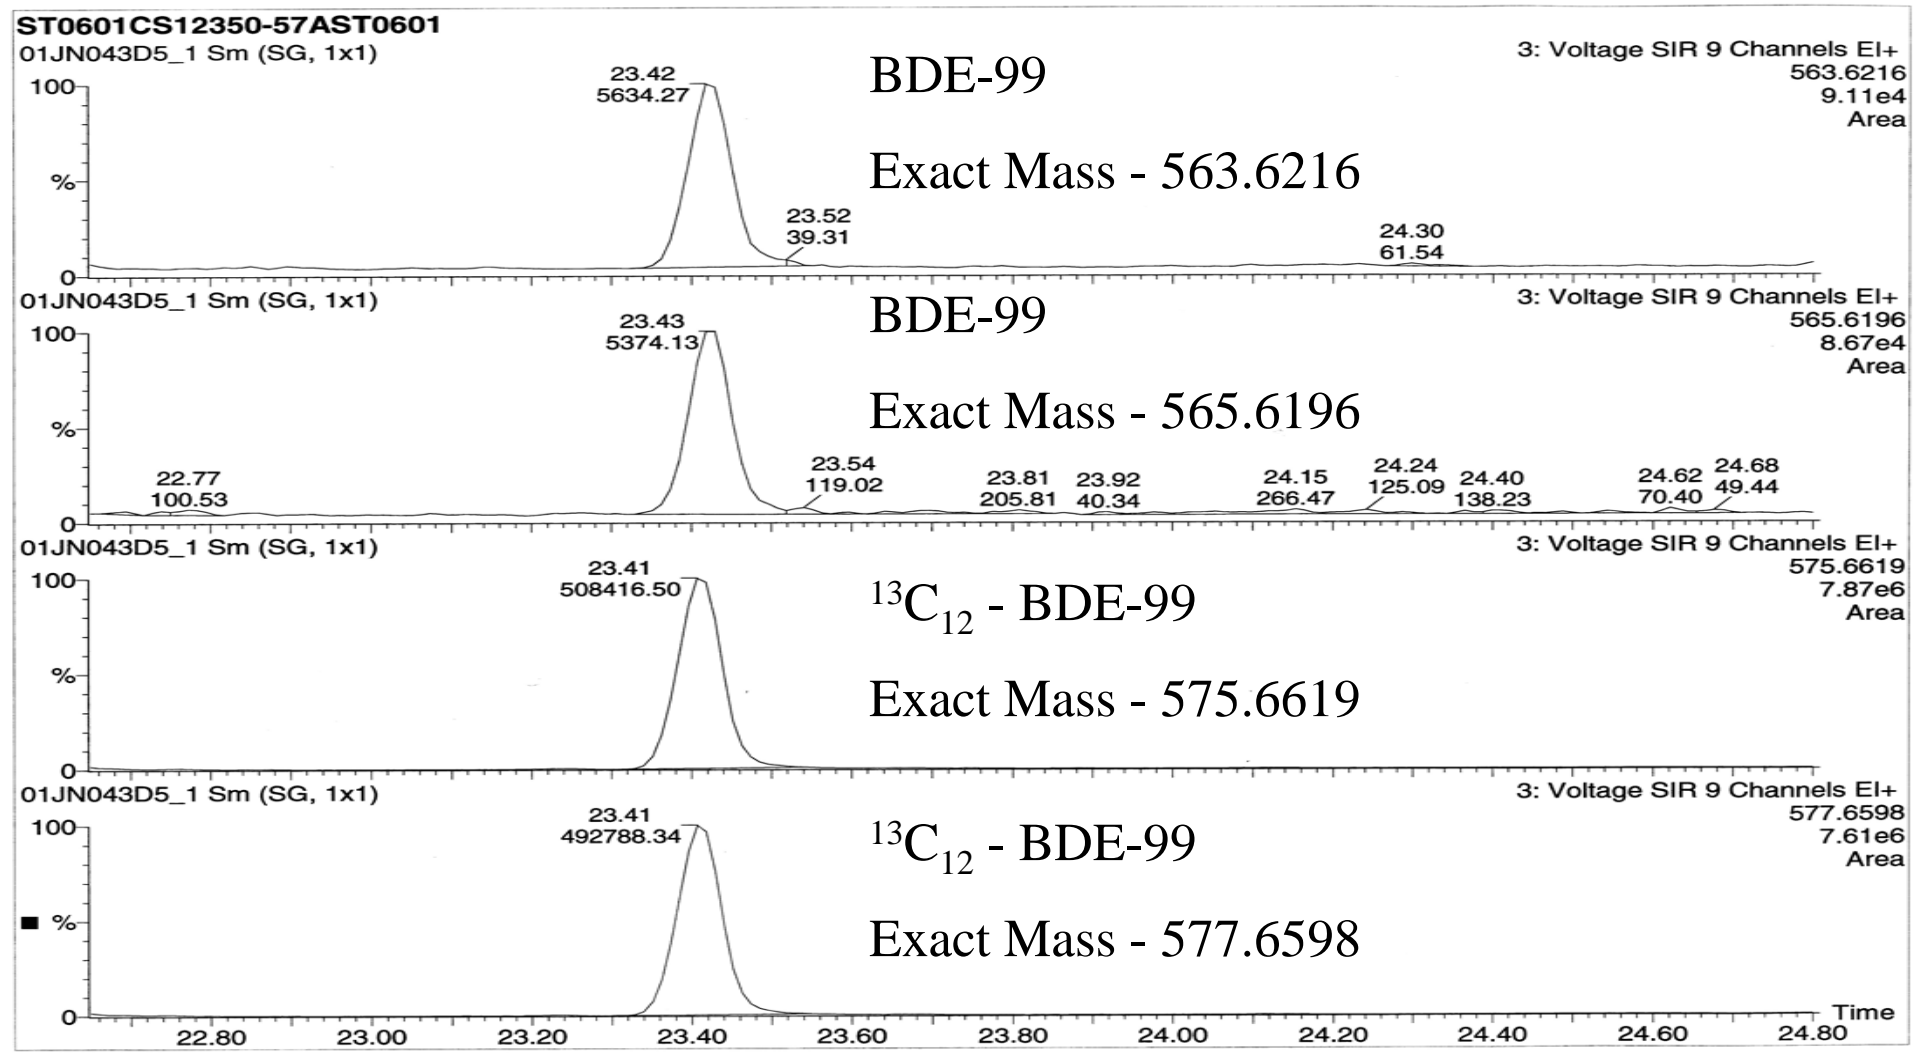 ST0601CS12350-57AST0601
01JN043D5_1 Sm (SG, 1x1)
3: Voltage SIR 9 Channels EI+
563.6216
9.11e4
Area
100
%
0
23.42
5634.27
23.52
39.31
24.30
61.54
BDE-99
Exact Mass - 563.6216
01JN043D5_1 Sm (SG, 1x1)
3: Voltage SIR 9 Channels EI+
565.6196
8.67e4
Area
100
%
0
23.43
5374.13
22.77
100.53
23.54
119.02
23.81
205.81
23.92
40.34
24.15
266.47
24.24
125.09
24.40
138.23
24.62
70.40
24.68
49.44
BDE-99
Exact Mass - 565.6196
01JN043D5_1 Sm (SG, 1x1)
3: Voltage SIR 9 Channels EI+
575.6619
7.87e6
Area
100
%
0
23.41
508416.50
¹³C₁₂ - BDE-99
Exact Mass - 575.6619
01JN043D5_1 Sm (SG, 1x1)
3: Voltage SIR 9 Channels EI+
577.6598
7.61e6
Area
100
%
0
23.41
492788.34
¹³C₁₂ - BDE-99
Exact Mass - 577.6598
Time
22.80 23.00 23.20 23.40 23.60 23.80 24.00 24.20 24.40 24.60 24.80